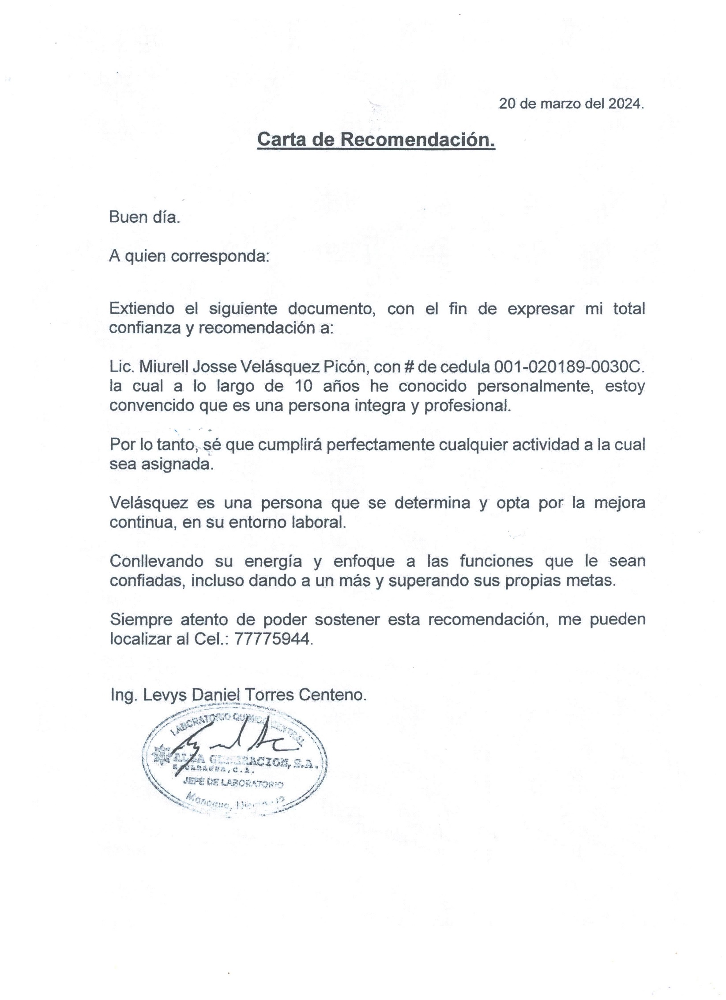 20 de marzo del 2024.
Carta de Recomendación.
Buen día.
A quien corresponda:
Extiendo el siguiente documento, con el fin de expresar mi total
confianza y recomendación a:
Lic. Miurell Josse Velásquez Picón, con # de cedula 001-020189-0030C.
la cual a lo largo de 10 años he conocido personalmente, estoy
convencido que es una persona integra y profesional.
Por lo tanto, sé que cumplirá perfectamente cualquier actividad a la cual
sea asignada.
Velásquez es una persona que se determina y opta por la mejora
continua, en su entorno laboral.
Conllevando su energía y enfoque a las funciones que le sean
confiadas, incluso dando a un más y superando sus propias metas.
Siempre atento de poder sostener esta recomendación, me pueden
localizar al Cel.: 77775944.
Ing. Levys Daniel Torres Centeno.
LABORATORIO QUIMICO CENTRAL
S.A.
C.A.
JEFE DE LABORATORIO
Managua,